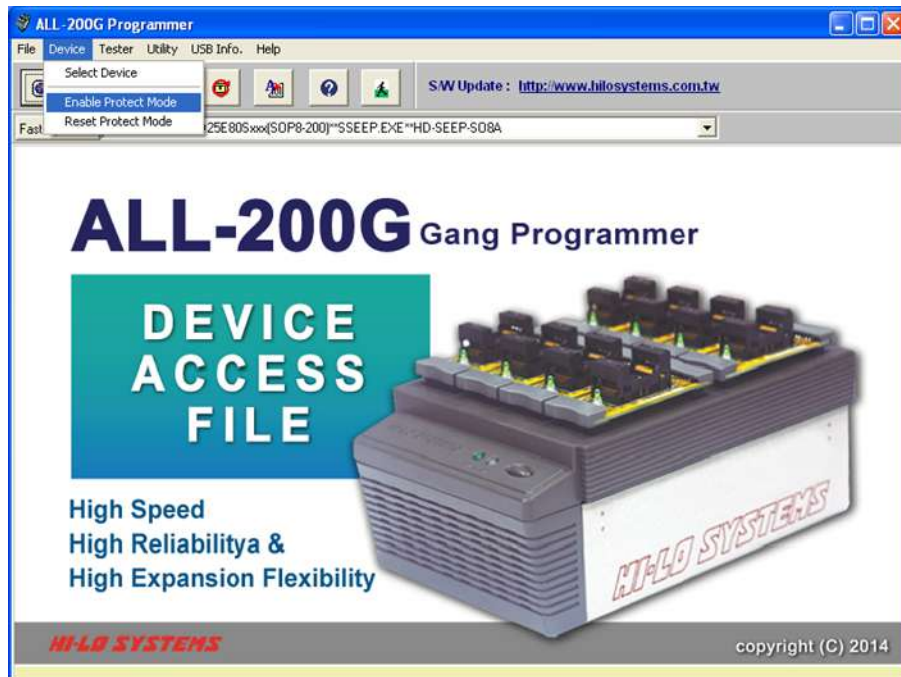 ALL-200G Programmer
File Device Tester Utility USB Info. Help
Select Device
Enable Protect Mode
Reset Protect Mode
S/W Update : http://www.hilosystems.com.tw
Fast
25E80Sxxx(SOP8-200)**SSEEP.EXE**HD-SEEP-SO8A
ALL-200G Gang Programmer
DEVICE
ACCESS
FILE
High Speed
High Reliabilitya &
High Expansion Flexibility
HI-LO SYSTEMS
HI-LO SYSTEMS
copyright (C) 2014